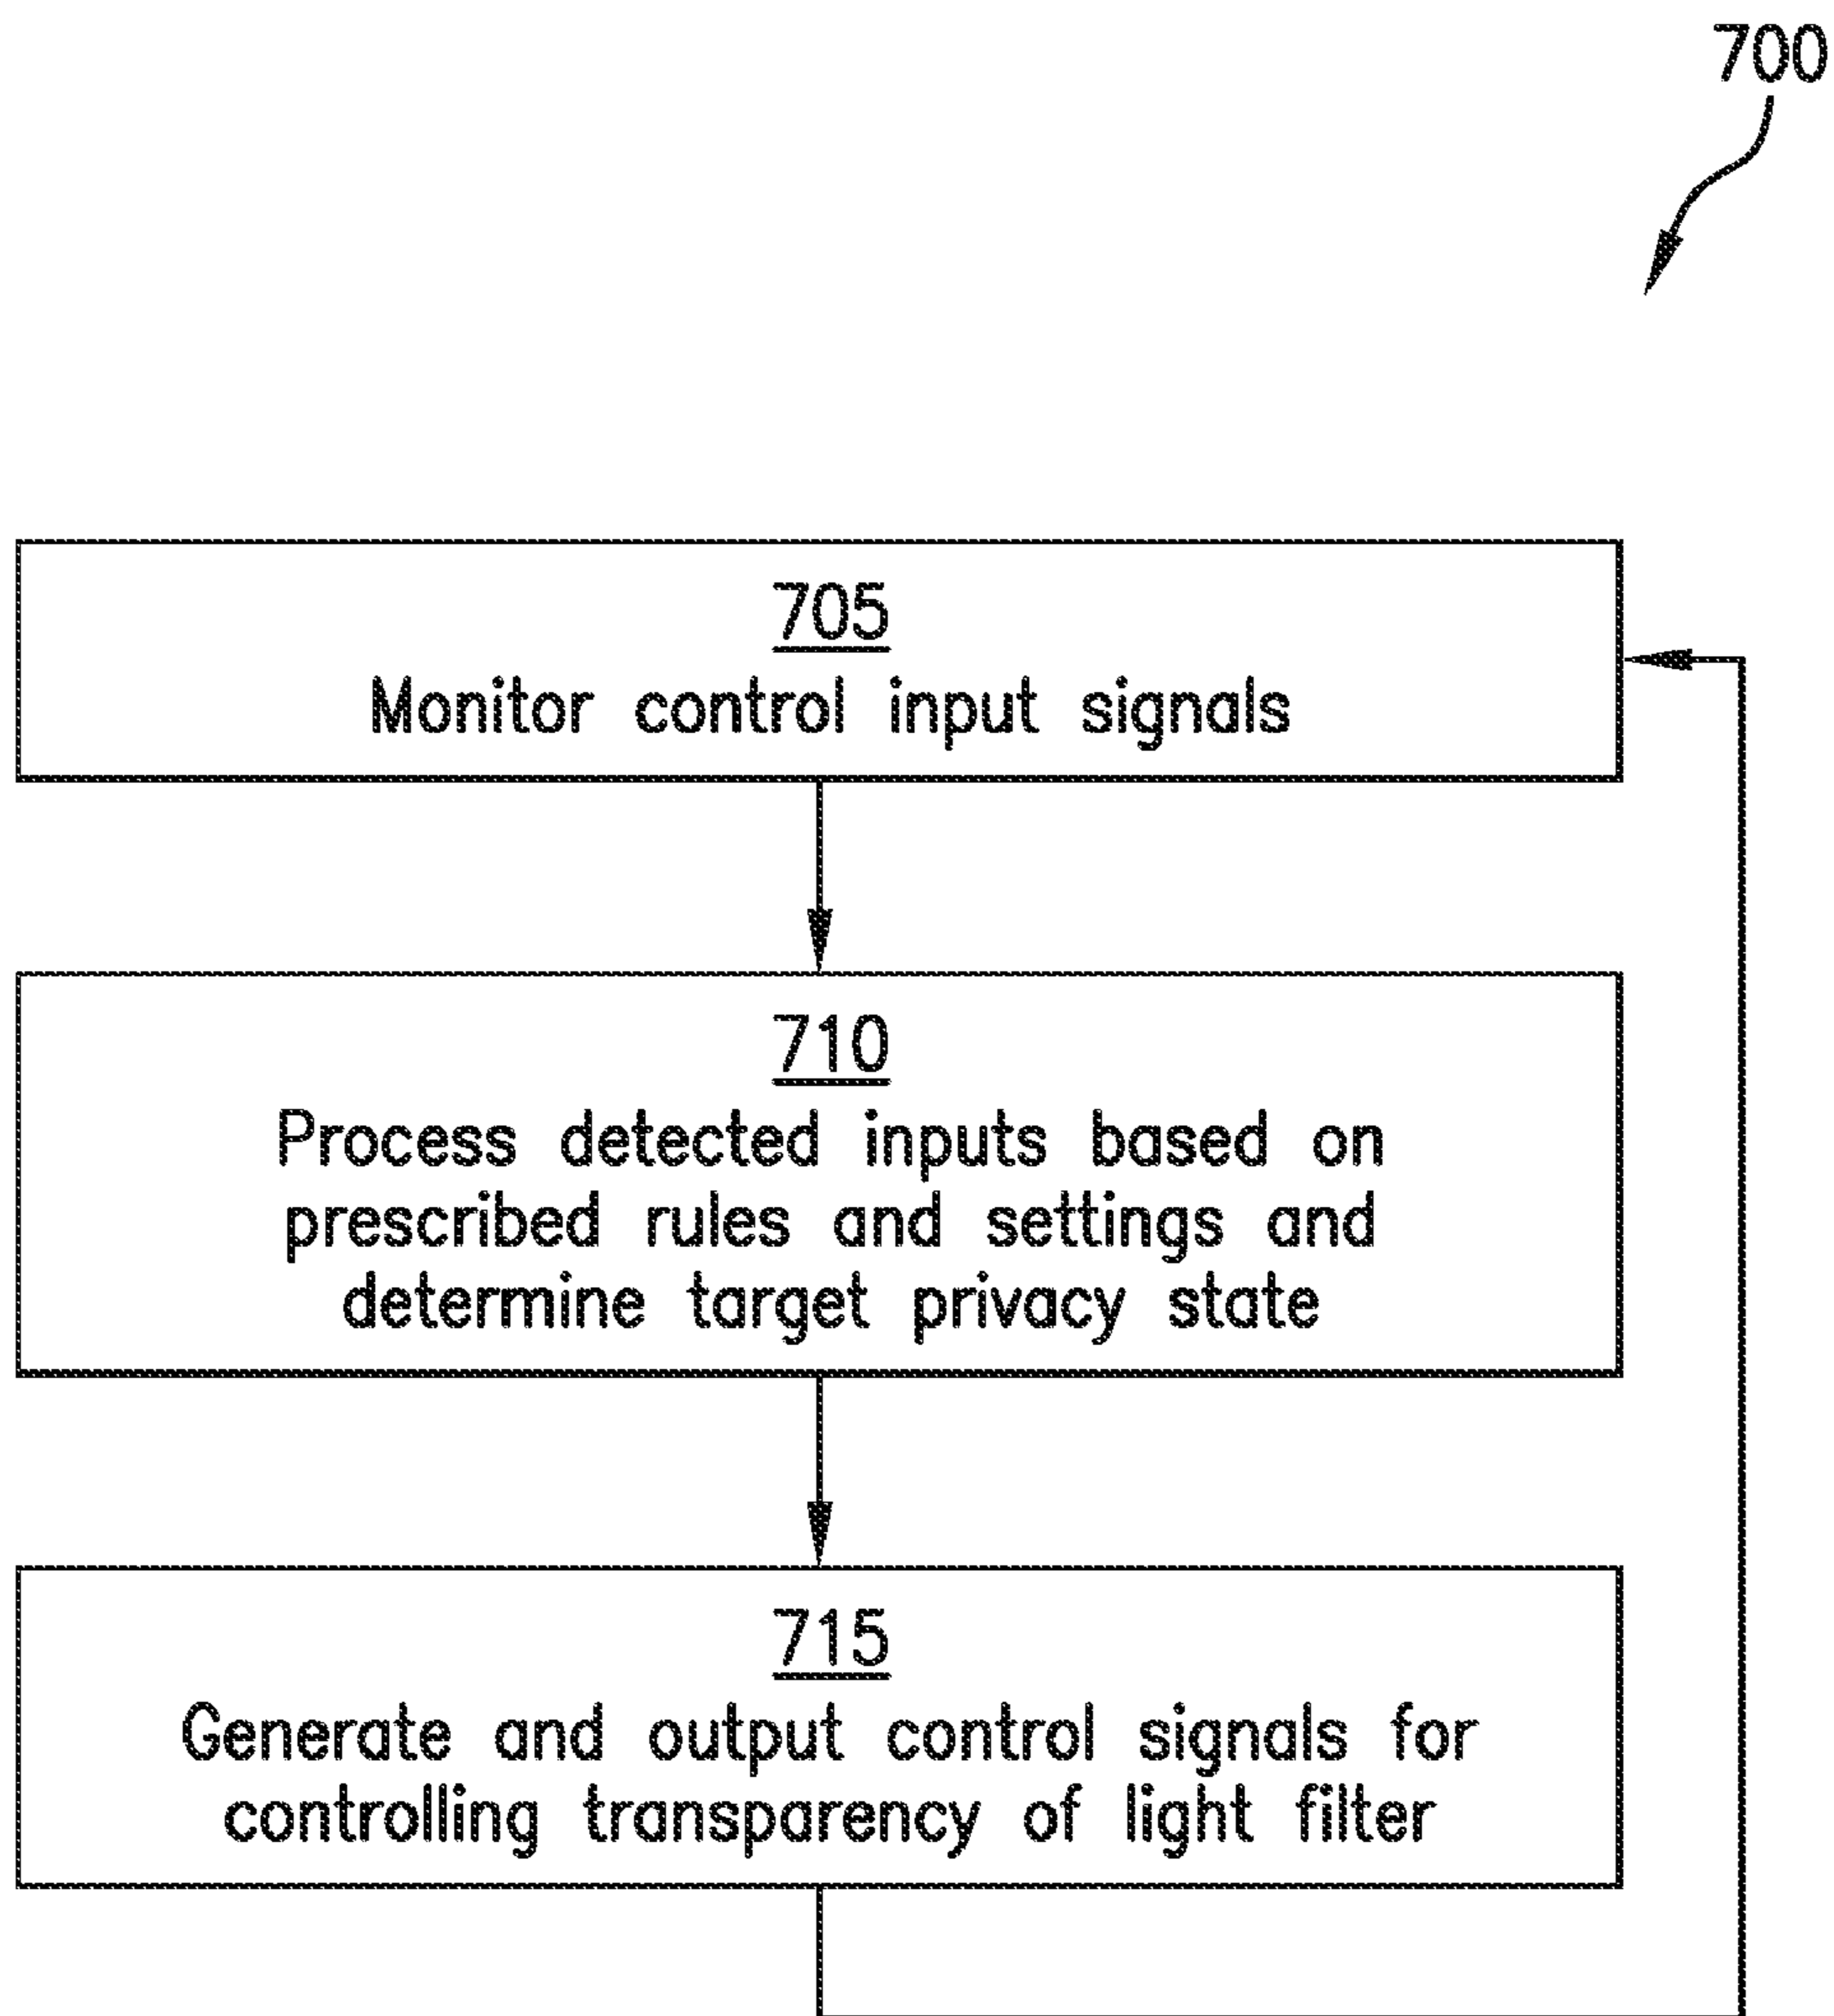 700
705
Monitor control input signals
710
Process detected inputs based on
prescribed rules and settings and
determine target privacy state
715
Generate and output control signals for
controlling transparency of light filter